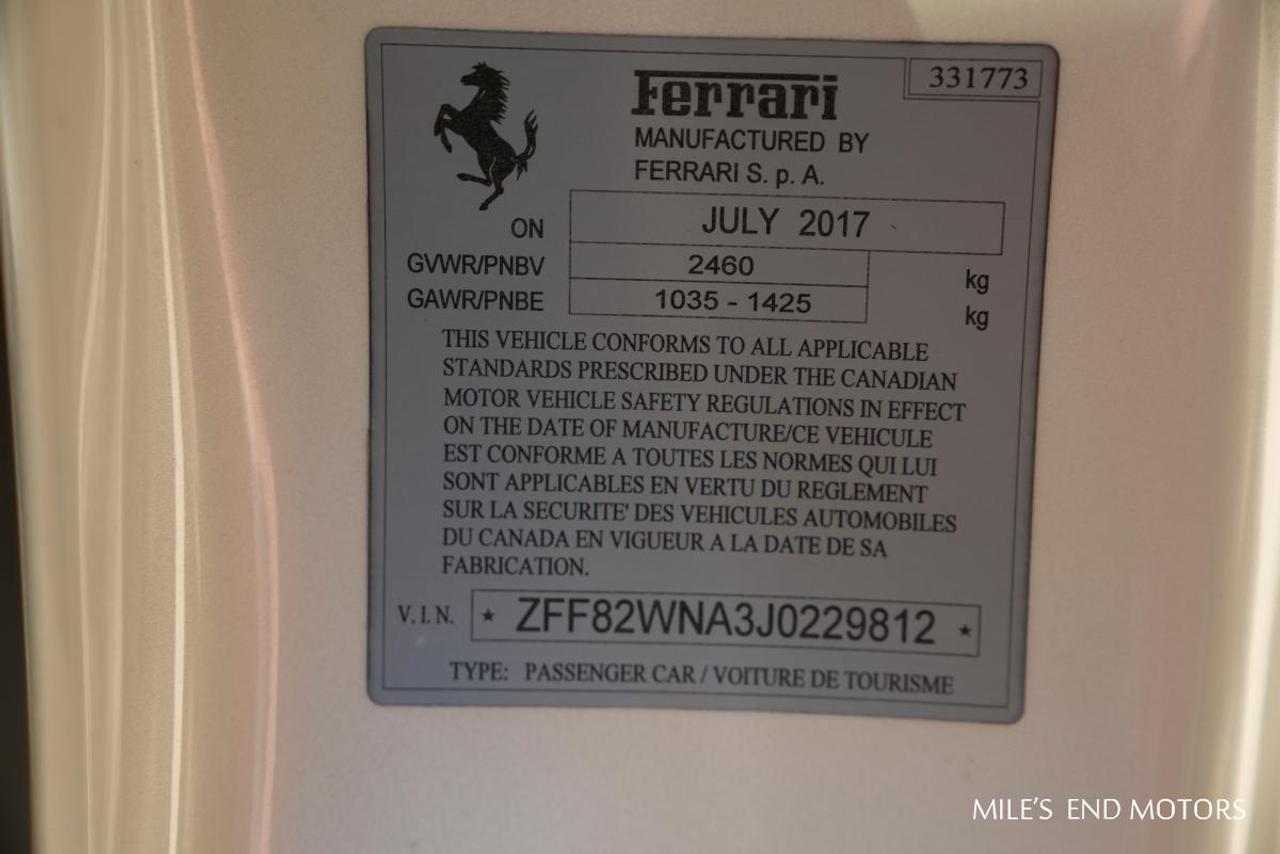 331773
Ferrari
MANUFACTURED BY
FERRARI S. p. A.
ON JULY 2017
GVWR/PNBV 2460 kg
GAWR/PNBE 1035 - 1425 kg
THIS VEHICLE CONFORMS TO ALL APPLICABLE
STANDARDS PRESCRIBED UNDER THE CANADIAN
MOTOR VEHICLE SAFETY REGULATIONS IN EFFECT
ON THE DATE OF MANUFACTURE/CE VEHICULE
EST CONFORME A TOUTES LES NORMES QUI LUI
SONT APPLICABLES EN VERTU DU REGLEMENT
SUR LA SECURITE' DES VEHICULES AUTOMOBILES
DU CANADA EN VIGUEUR A LA DATE DE SA
FABRICATION.
V.I.N. * ZFF82WNA3J0229812 *
TYPE: PASSENGER CAR / VOITURE DE TOURISME
MILE'S END MOTORS